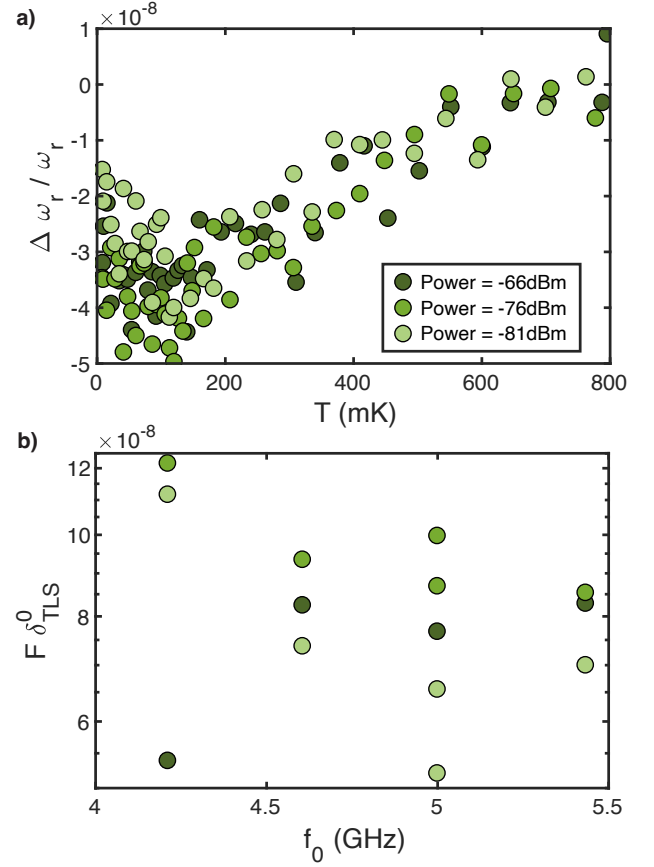 a)
×10⁻⁸
1
0
-1
-2
-3
-4
-5
Δ ω_r / ω_r
Power = -66dBm
Power = -76dBm
Power = -81dBm
0 200 400 600 800
T (mK)
b)
×10⁻⁸
12
10
8
6
F δ⁰_TLS
4 4.5 5 5.5
f₀ (GHz)